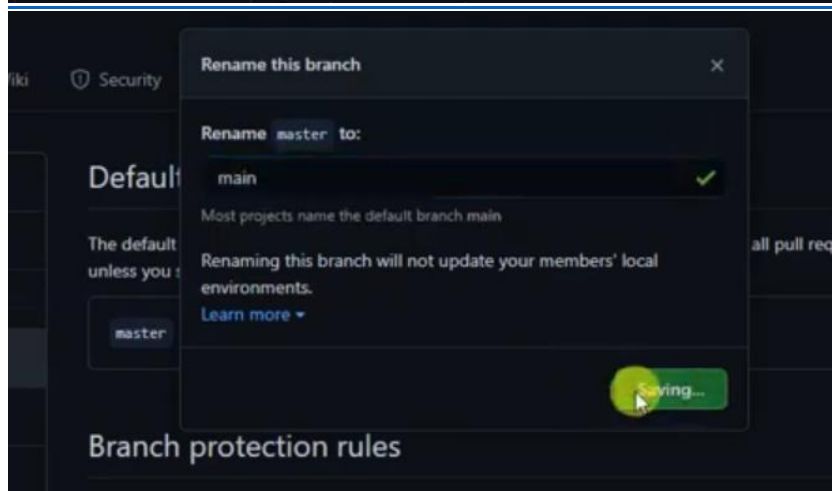 Rename this branch
Wiki Security
Rename master to:
Default
main
Most projects name the default branch main
The default
all pull req
Renaming this branch will not update your members' local
unless you s
environments.
Learn more
master
Saving...
Branch protection rules